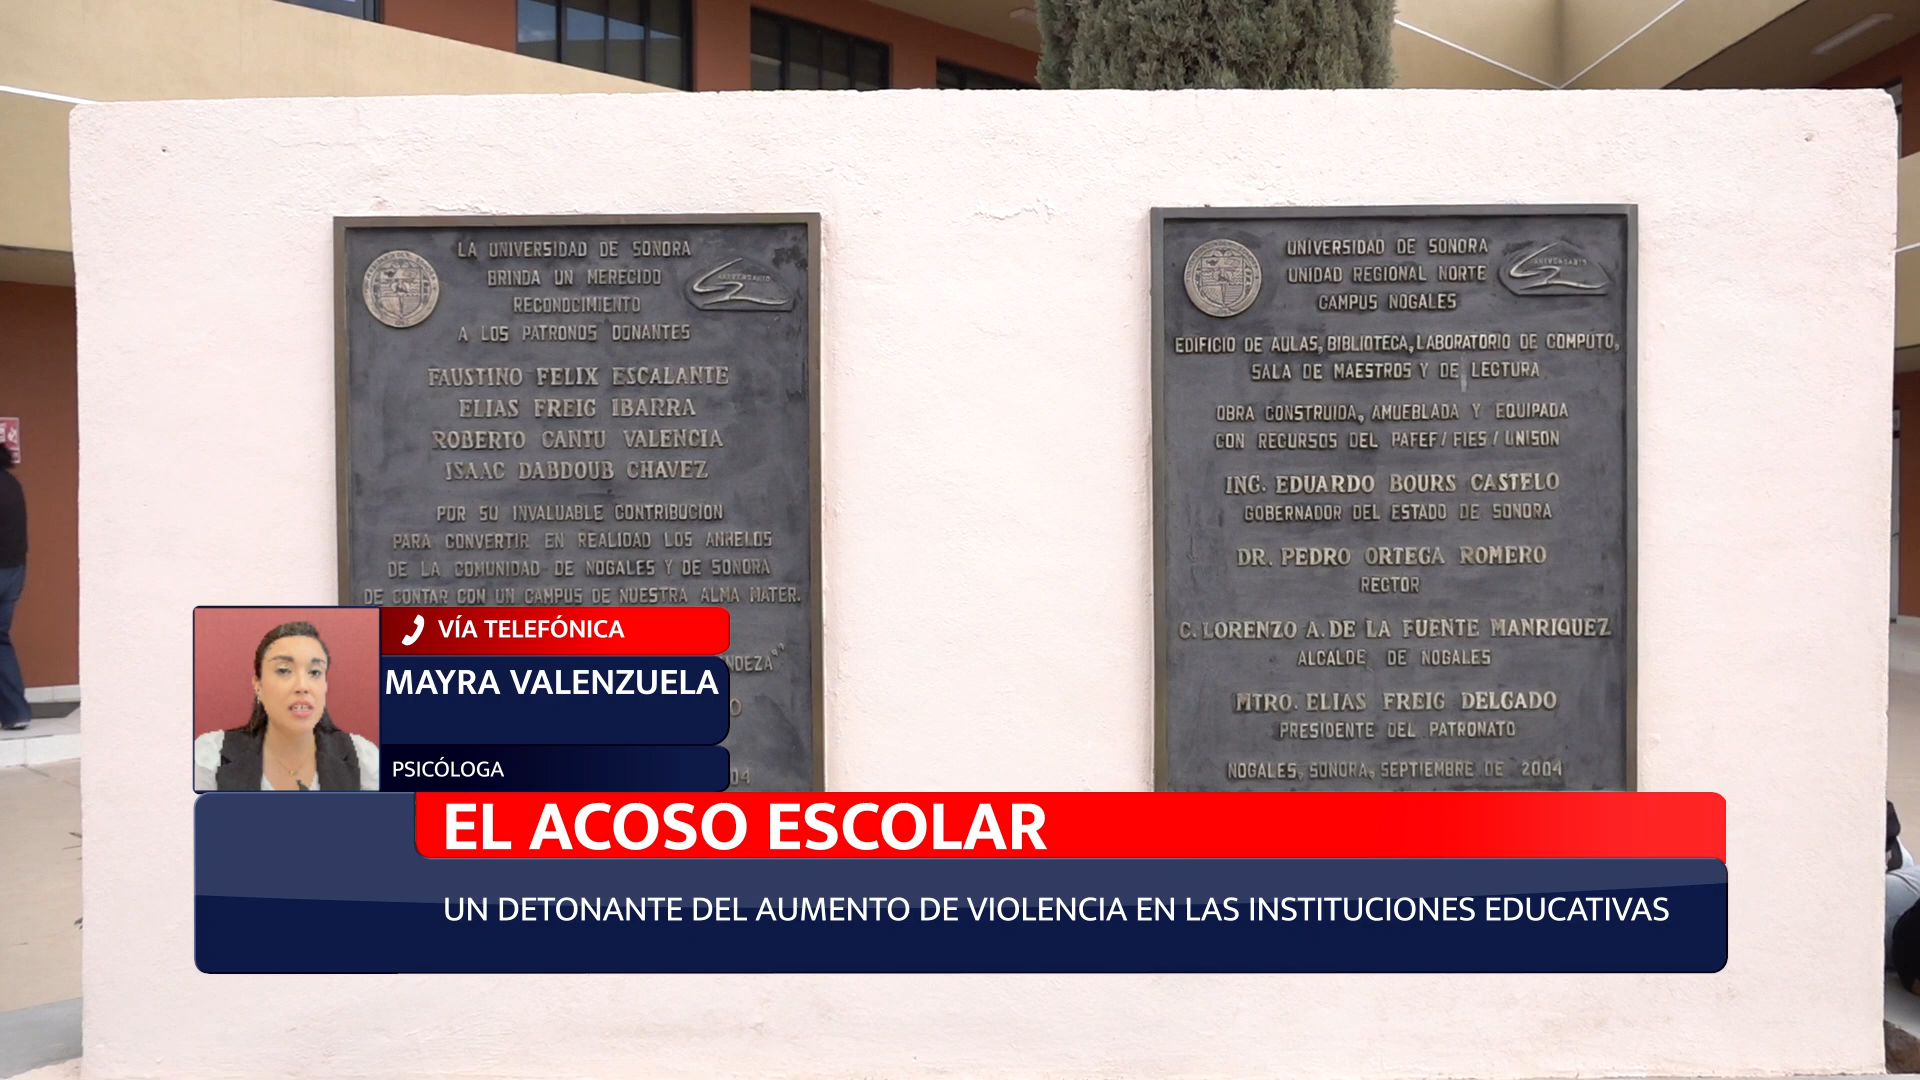 LA UNIVERSIDAD DE SONORA
BRINDA UN MERECIDO
RECONOCIMIENTO
A LOS PATRONOS DONANTES
ANIVERSARIO
FAUSTINO FELIX ESCALANTE
ELIAS FREIG IBARRA
ROBERTO CANTU VALENCIA
ISAAC DABDOUB CHAVEZ
POR SU INVALUABLE CONTRIBUCION
PARA CONVERTIR EN REALIDAD LOS ANHELOS
DE LA COMUNIDAD DE NOGALES Y DE SONORA
DE CONTAR CON UN CAMPUS DE NUESTRA ALMA MATER.
UNIVERSIDAD DE SONORA
UNIDAD REGIONAL NORTE
CAMPUS NOGALES
ANIVERSARIO
EDIFICIO DE AULAS, BIBLIOTECA, LABORATORIO DE COMPUTO,
SALA DE MAESTROS Y DE LECTURA
OBRA CONSTRUIDA, AMUEBLADA Y EQUIPADA
CON RECURSOS DEL PAFEF / FIES / UNISON
ING. EDUARDO BOURS CASTELO
GOBERNADOR DEL ESTADO DE SONORA
DR. PEDRO ORTEGA ROMERO
RECTOR
C. LORENZO A. DE LA FUENTE MANRIQUEZ
ALCALDE DE NOGALES
MTRO. ELIAS FREIG DELGADO
PRESIDENTE DEL PATRONATO
NOGALES, SONORA, SEPTIEMBRE DE 2004
VÍA TELEFÓNICA
MAYRA VALENZUELA
PSICÓLOGA
EL ACOSO ESCOLAR
UN DETONANTE DEL AUMENTO DE VIOLENCIA EN LAS INSTITUCIONES EDUCATIVAS